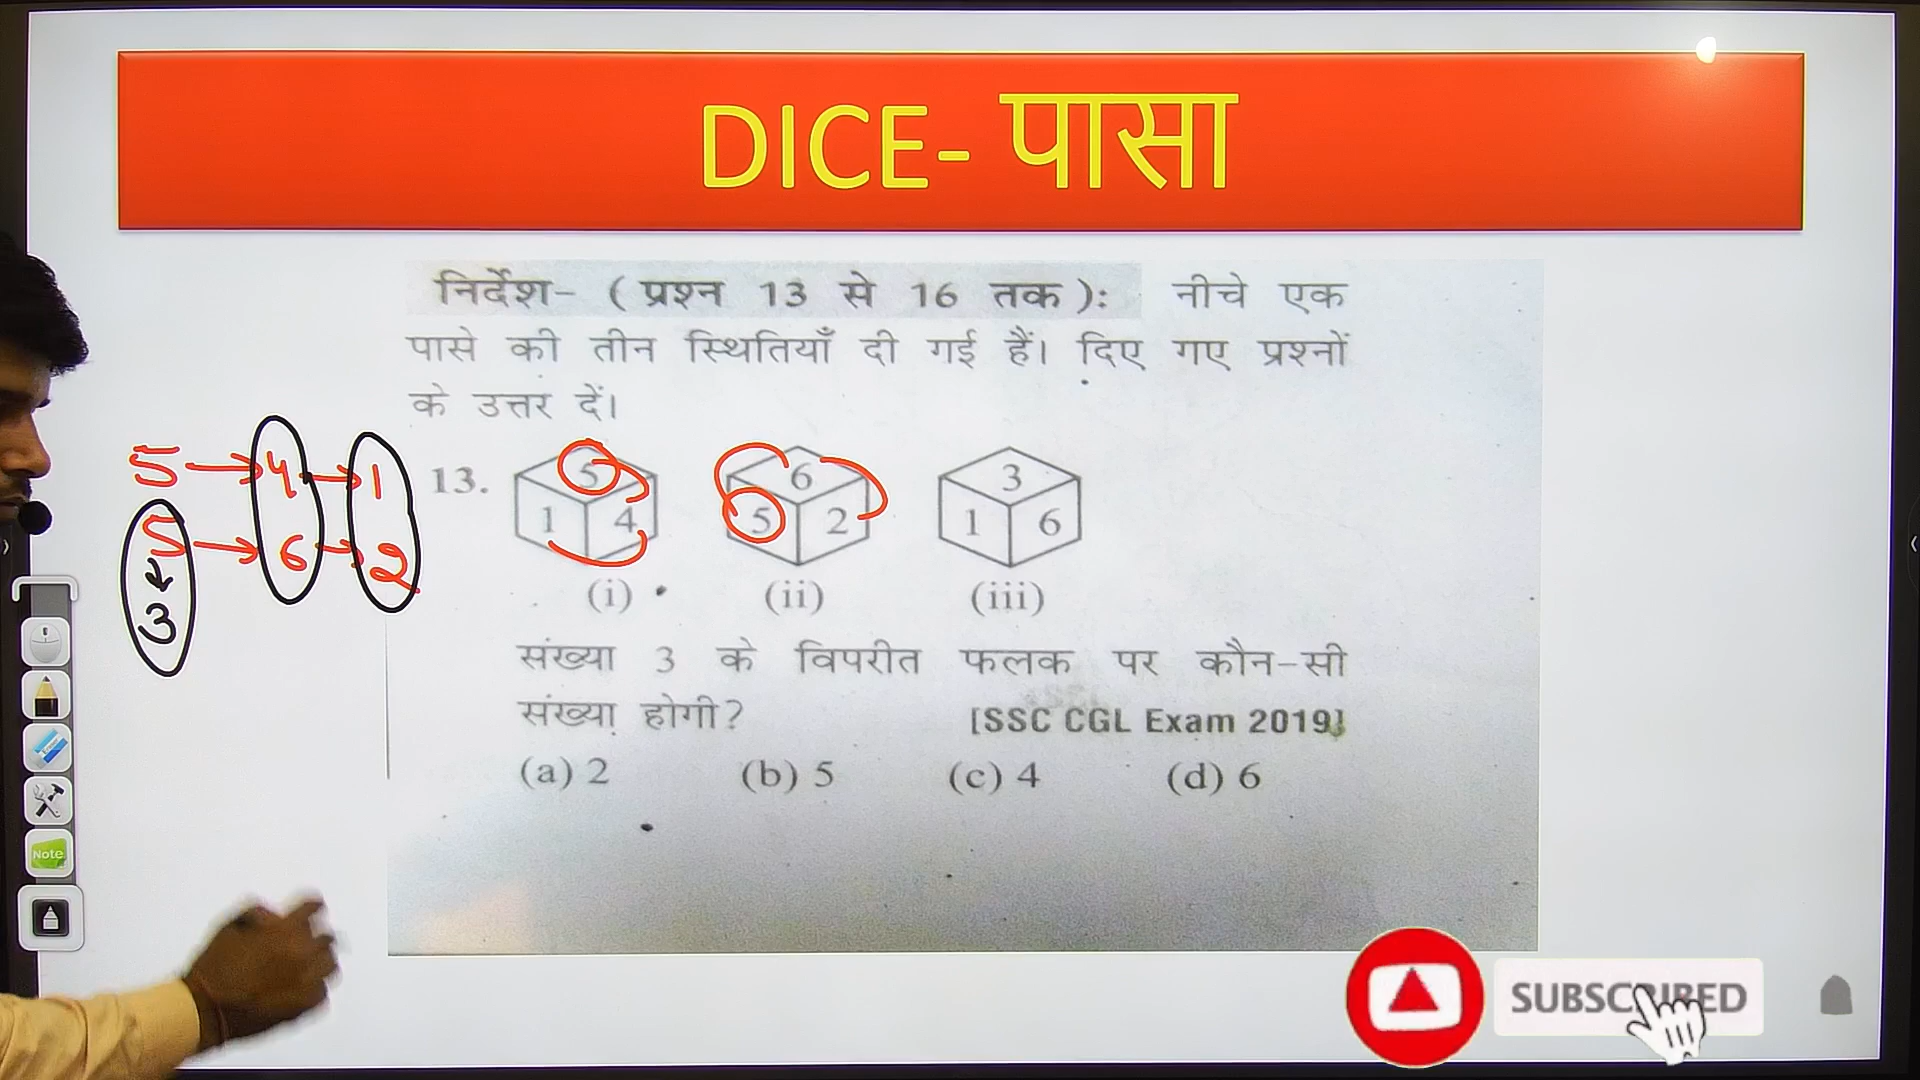 DICE- पासा
निर्देश- ( प्रश्न 13 से 16 तक ): नीचे एक
पासे की तीन स्थितियाँ दी गई हैं। दिए गए प्रश्नों
के उत्तर दें।
5 → 4 → 1
5 → 6 → 2
3
13.
5
1 4
6
5 2
3
1 6
(i) (ii) (iii)
संख्या 3 के विपरीत फलक पर कौन-सी
संख्या होगी?
[SSC CGL Exam 2019]
(a) 2 (b) 5 (c) 4 (d) 6
Note
SUBSCRIBED